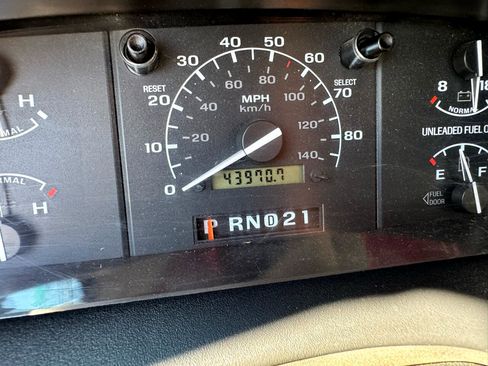 0 10 20 30 40 50 60 70 80
20 40 60 80 100 120 140
MPH
km/h
RESET
SELECT
43970.7
P R N D 2 1
H
NORMAL
H
8 18
NORMAL
UNLEADED FUEL O
E F
FUEL
DOOR